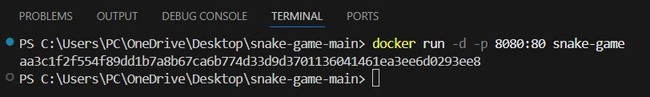 PROBLEMS OUTPUT DEBUG CONSOLE TERMINAL PORTS
PS C:\Users\PC\OneDrive\Desktop\snake-game-main> docker run -d -p 8080:80 snake-game
aa3c1f2f554f89dd1b7a8b67ca6b774d33d9d3701136041461ea3ee6d0293ee8
PS C:\Users\PC\OneDrive\Desktop\snake-game-main>